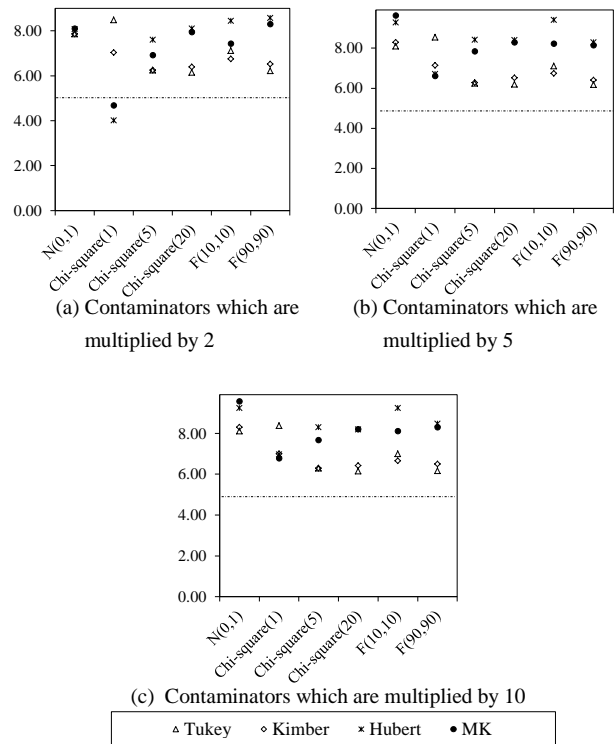 8.00
6.00
4.00
2.00
0.00
N(0,1)
Chi-square(1)
Chi-square(5)
Chi-square(20)
F(10,10)
F(90,90)
(a) Contaminators which are
multiplied by 2
8.00
6.00
4.00
2.00
0.00
N(0,1)
Chi-square(1)
Chi-square(5)
Chi-square(20)
F(10,10)
F(90,90)
(b) Contaminators which are
multiplied by 5
8.00
6.00
4.00
2.00
0.00
N(0,1)
Chi-square(1)
Chi-square(5)
Chi-square(20)
F(10,10)
F(90,90)
(c) Contaminators which are multiplied by 10
Tukey Kimber Hubert MK